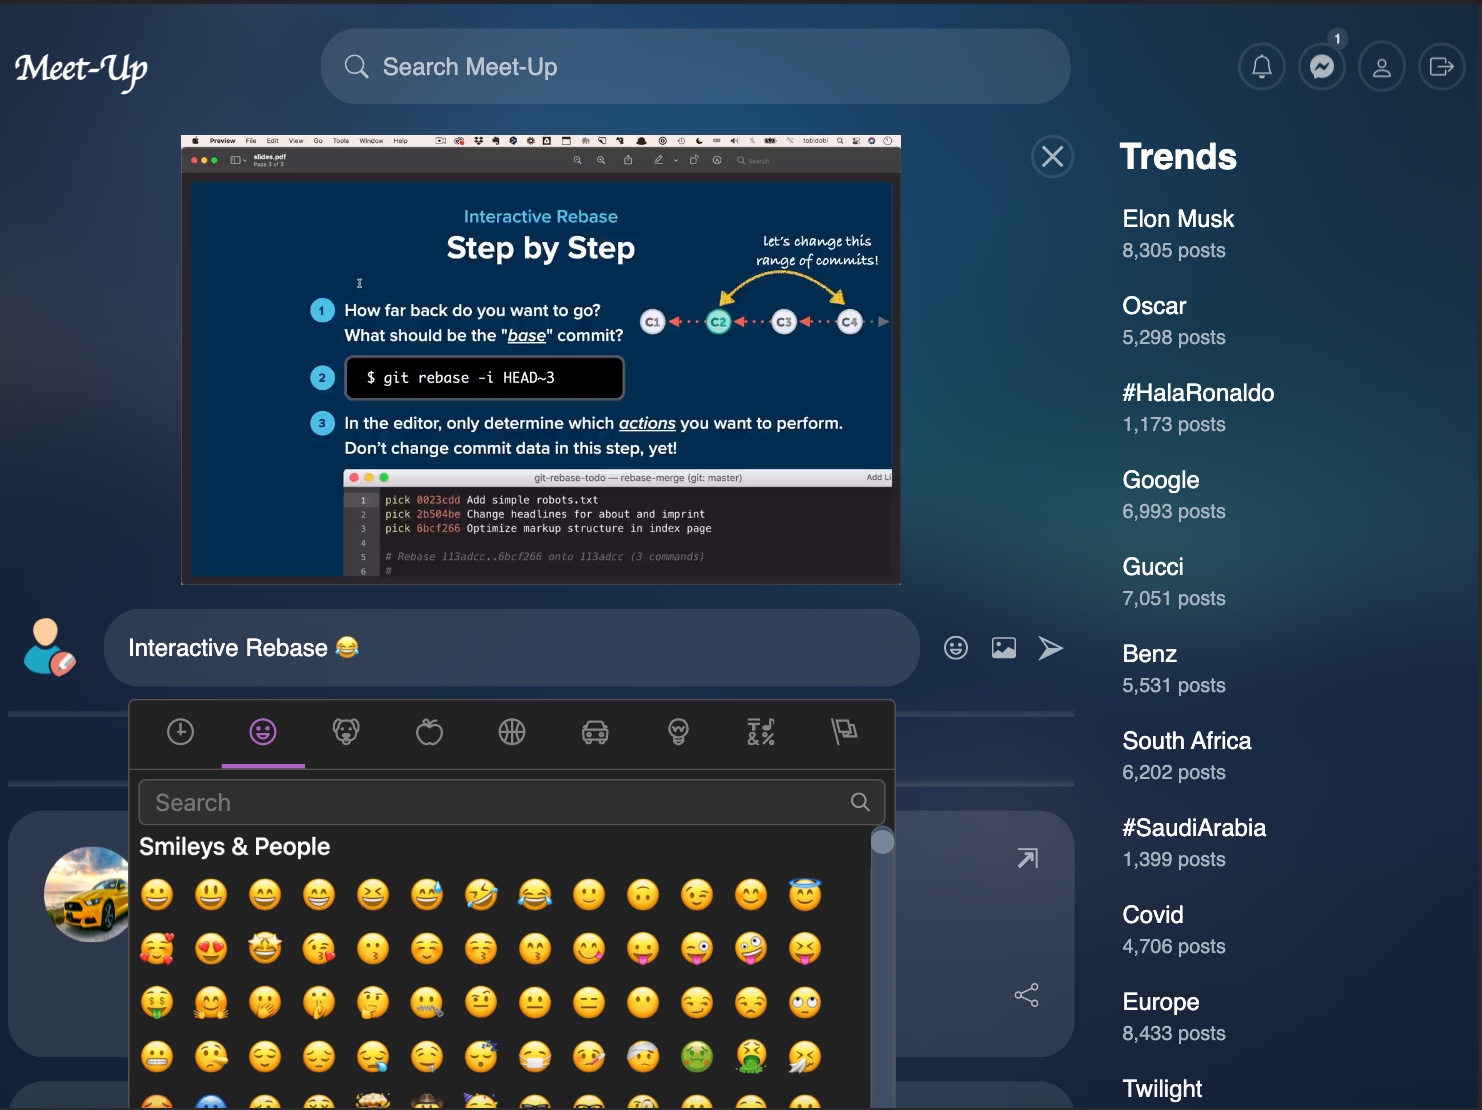 Meet-Up
Search Meet-Up
1
Preview File Edit View Go Tools Window Help
tobidobi
slides.pdf
Page 3 of 3
Search
Interactive Rebase
Step by Step
let's change this
range of commits!
1 How far back do you want to go?
What should be the "base" commit?
C1 C2 C3 C4
2 $ git rebase -i HEAD~3
3 In the editor, only determine which actions you want to perform.
Don't change commit data in this step, yet!
git-rebase-todo — rebase-merge (git: master)
Add Li
1 pick 0023cdd Add simple robots.txt
2 pick 2b504be Change headlines for about and imprint
3 pick 6bcf266 Optimize markup structure in index page
4
5 # Rebase 113adcc..6bcf266 onto 113adcc (3 commands)
6 #
Interactive Rebase 😂
Search
Smileys & People
Trends
Elon Musk
8,305 posts
Oscar
5,298 posts
#HalaRonaldo
1,173 posts
Google
6,993 posts
Gucci
7,051 posts
Benz
5,531 posts
South Africa
6,202 posts
#SaudiArabia
1,399 posts
Covid
4,706 posts
Europe
8,433 posts
Twilight